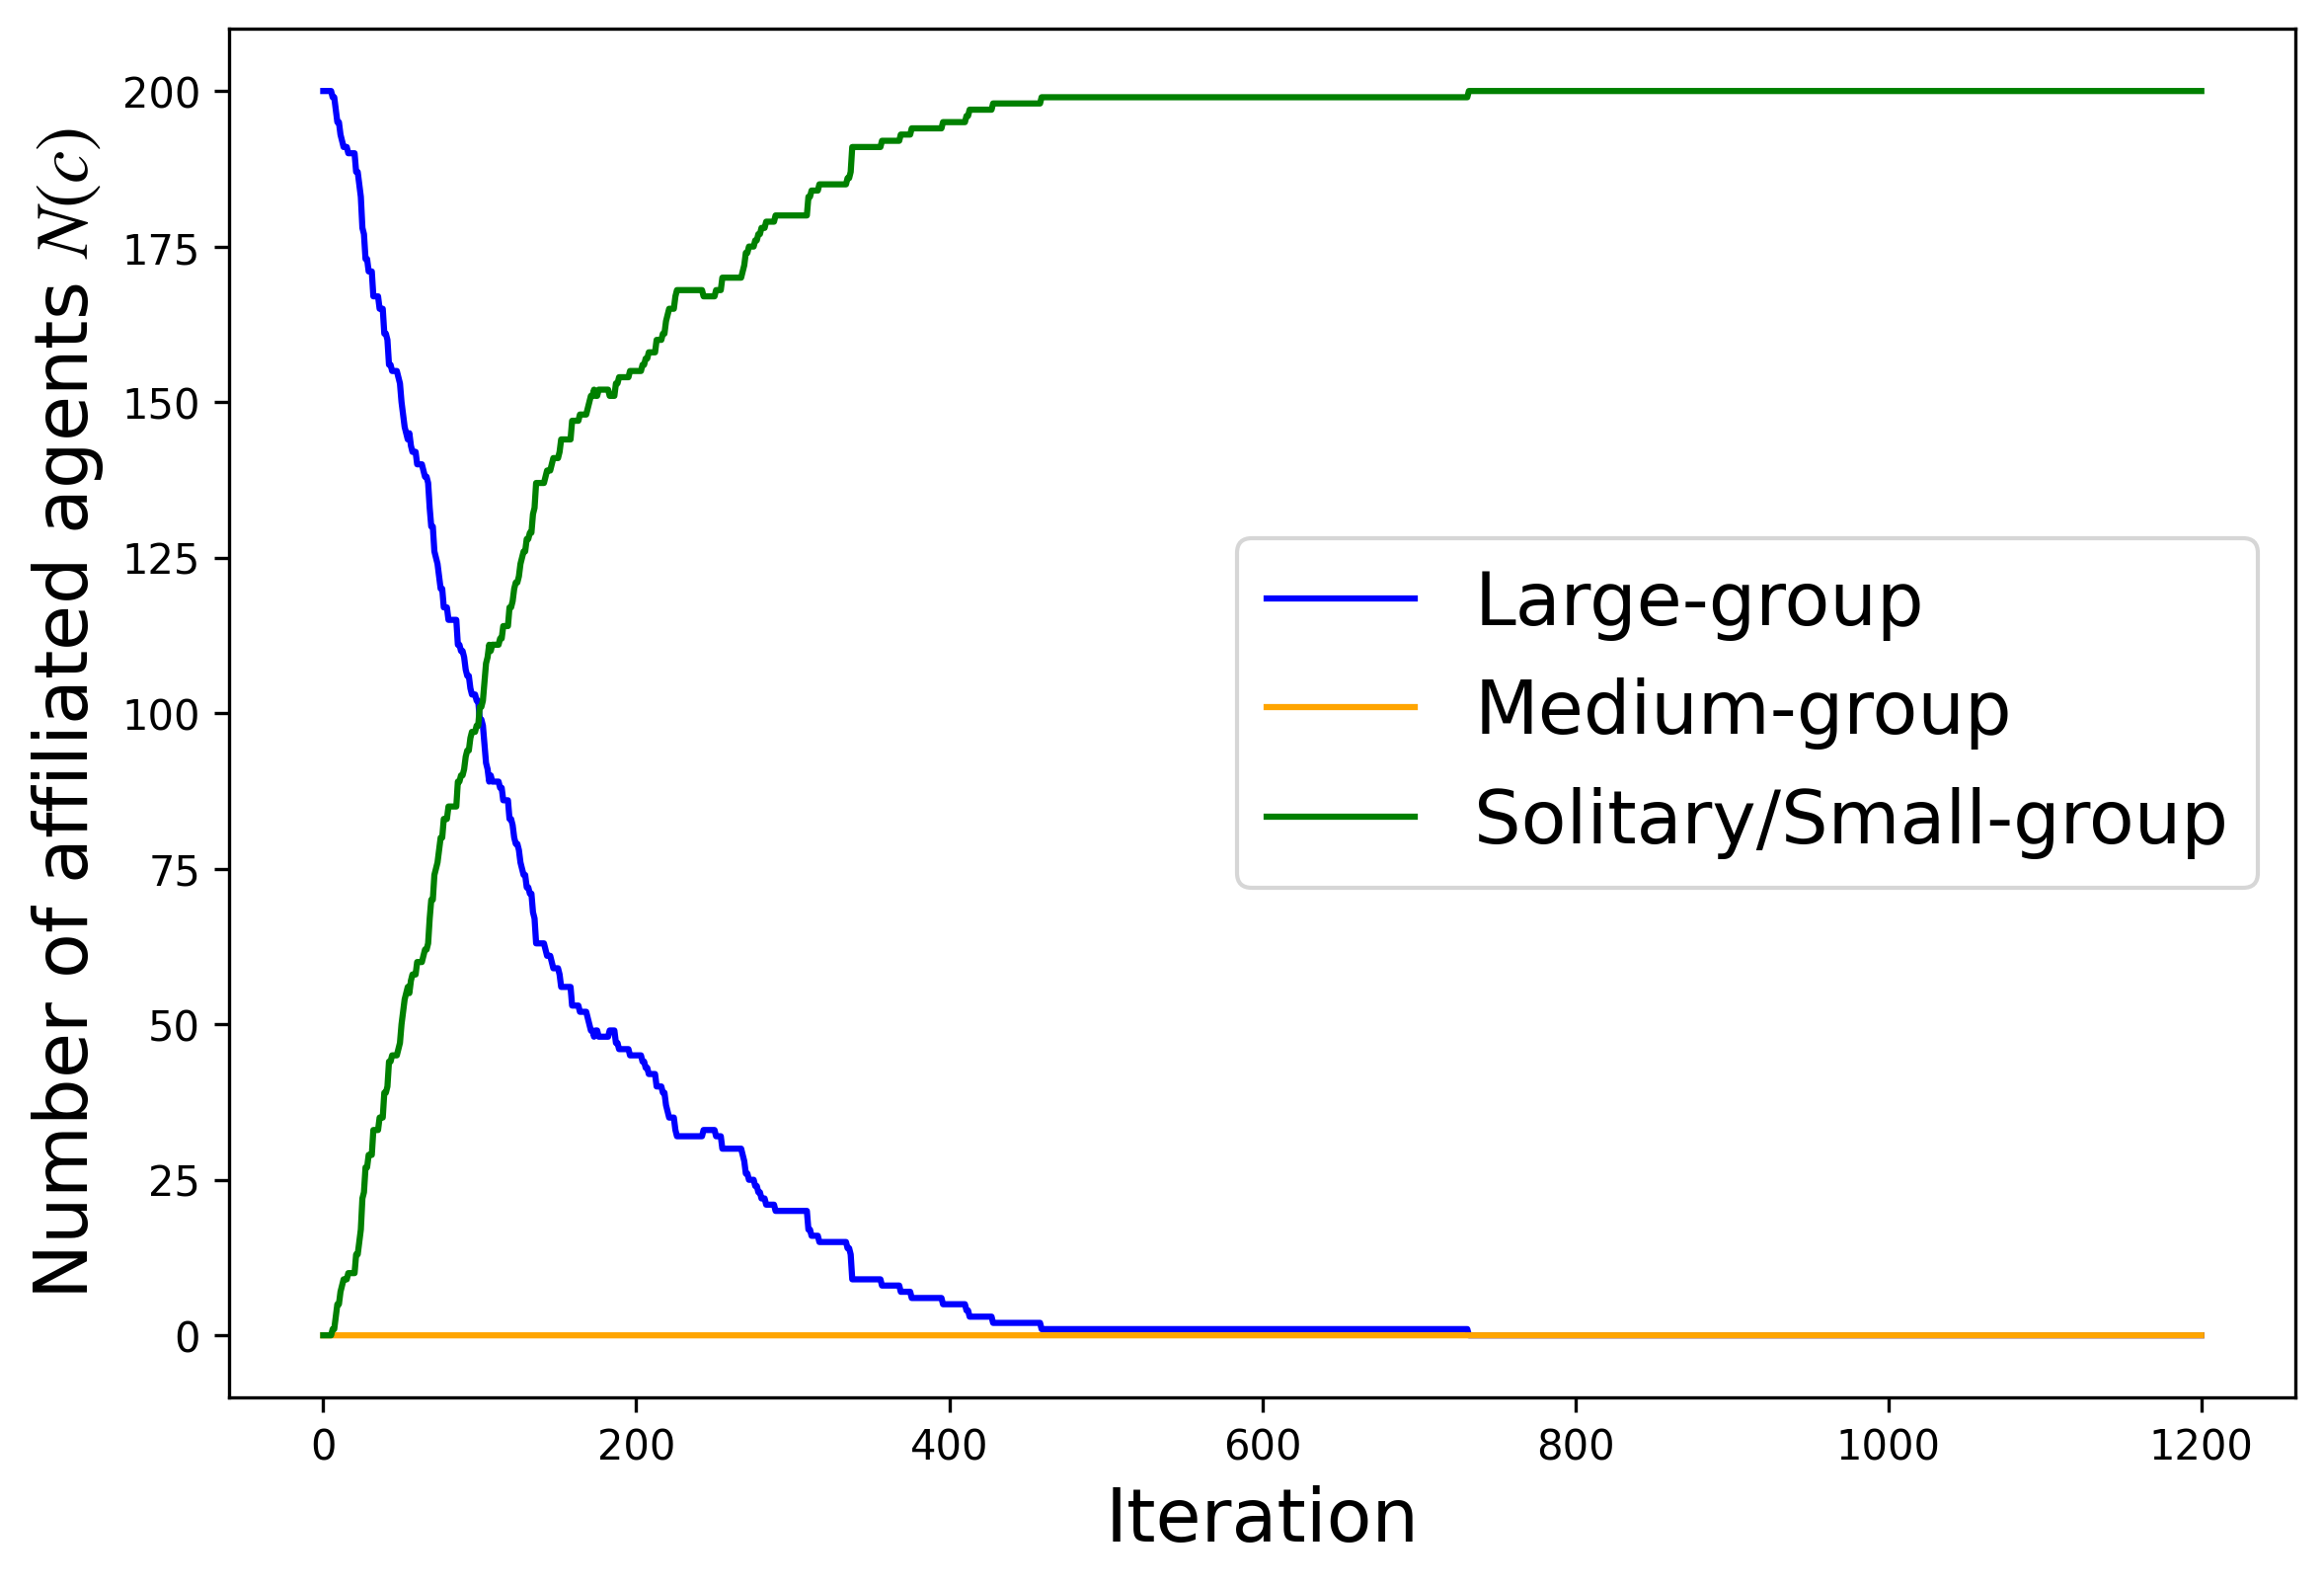 Number of affiliated agents N(c)
200
175
150
125
100
75
50
25
0
Large-group
Medium-group
Solitary/Small-group
0 200 400 600 800 1000 1200
Iteration